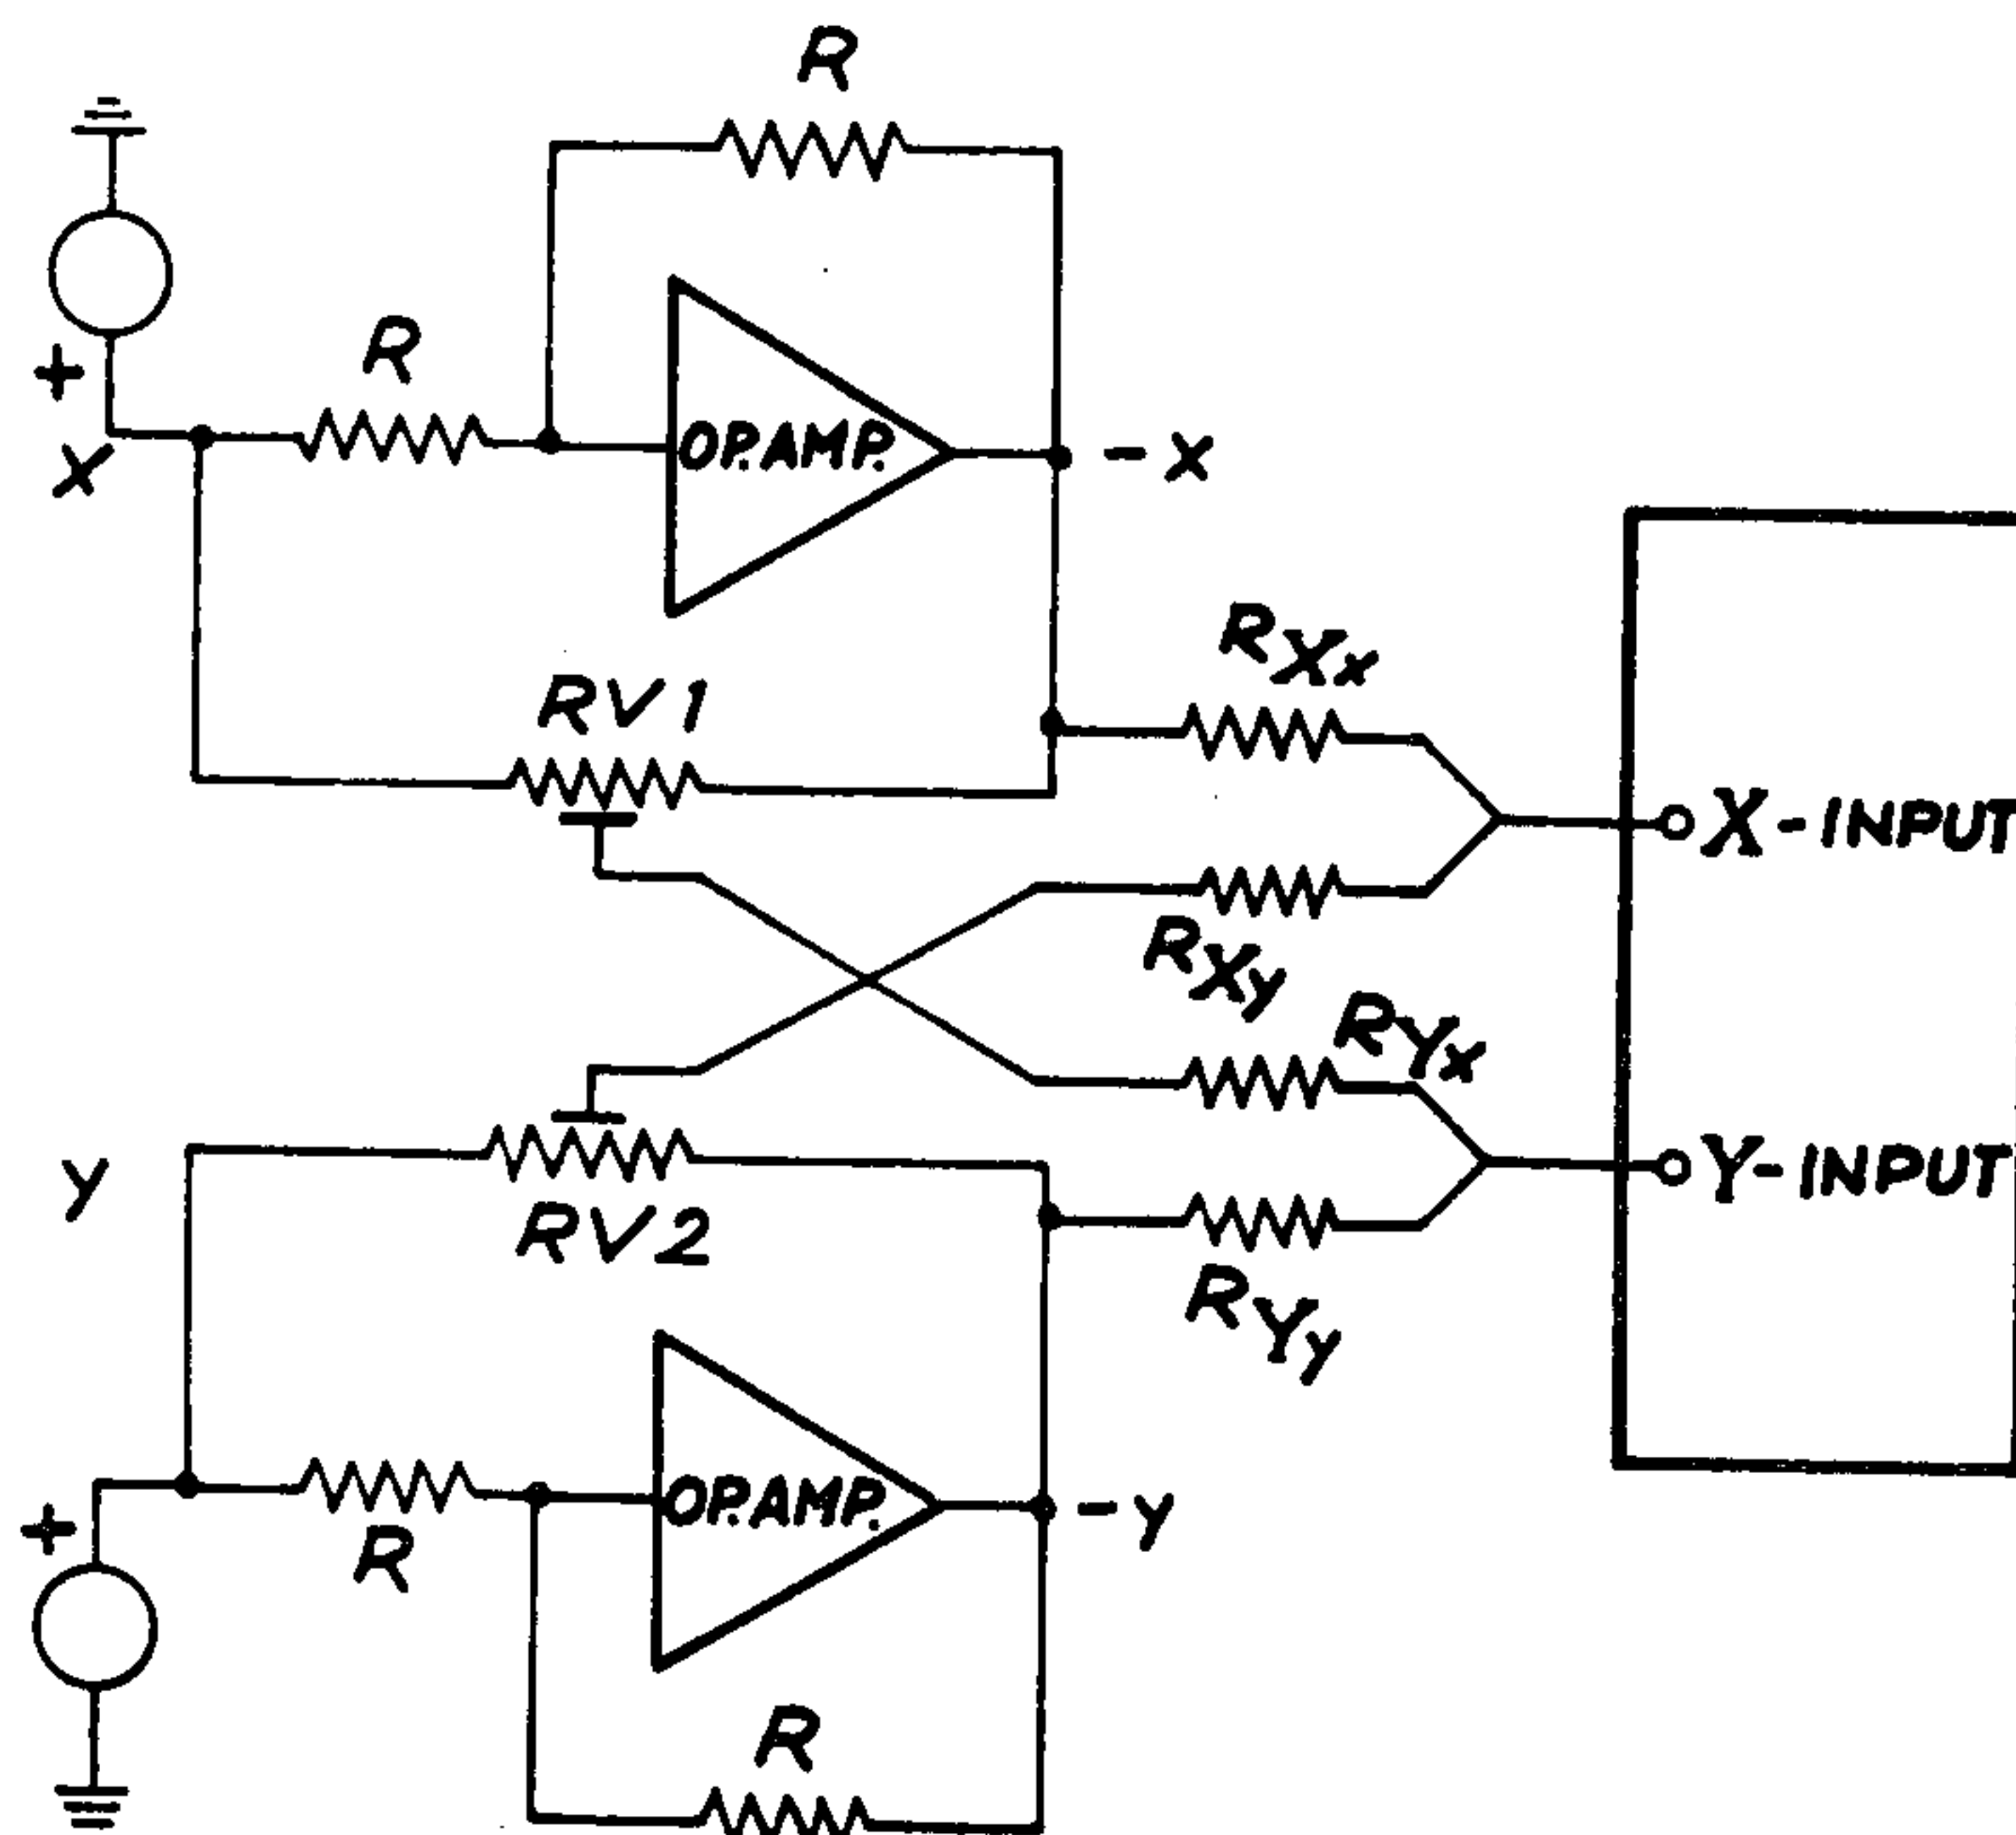 R
+
X
R
OP.AMP.
-X
RV1
RXx
X-INPUT
RXy
RYx
y
RV2
Y-INPUT
RYy
+
R
OP.AMP.
-y
R